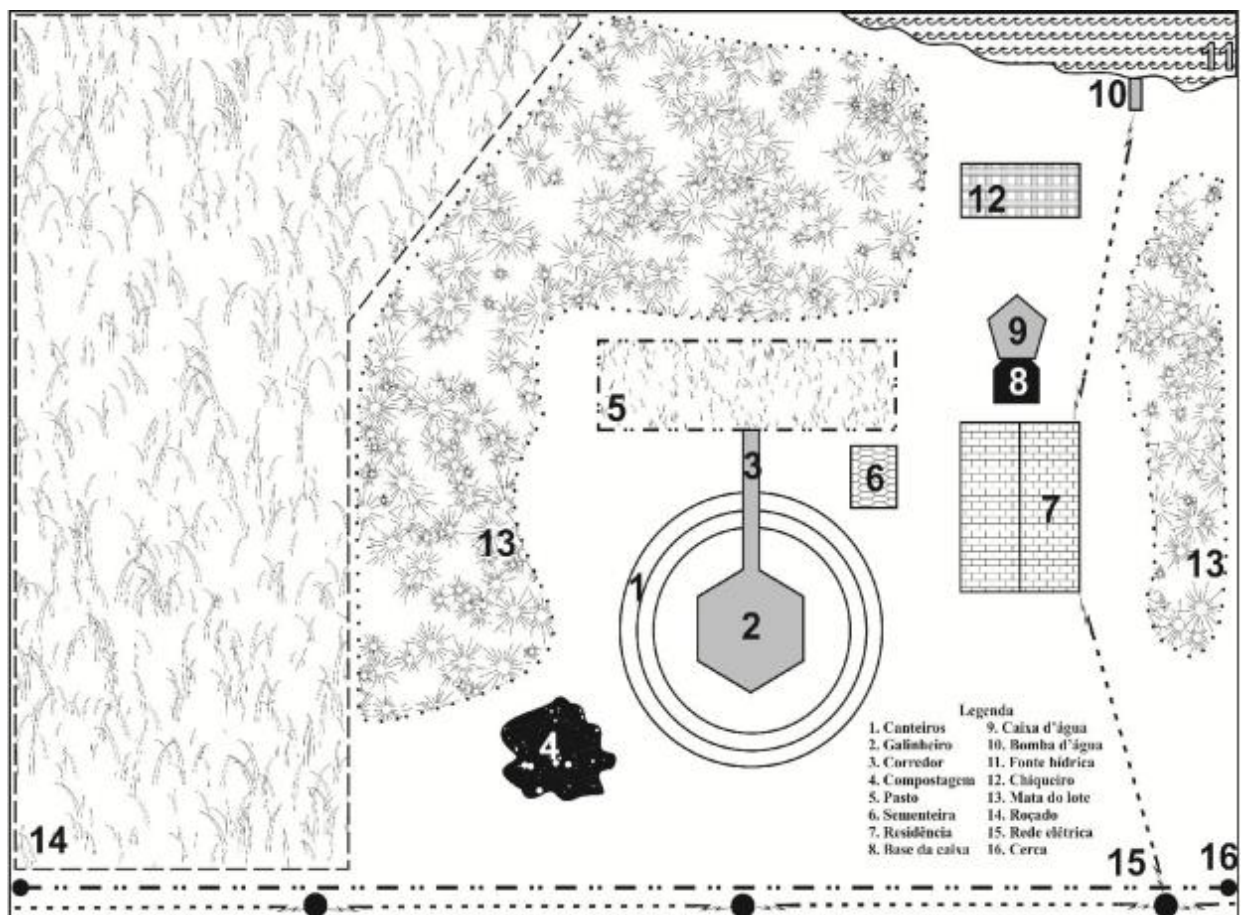 11
10
12
9
8
5
3
6
7
13
13
1
2
Legenda
1. Canteiros 9. Caixa d'água
2. Galinheiro 10. Bomba d'água
3. Corredor 11. Fonte hídrica
4. Compostagem 12. Chiqueiro
5. Pasto 13. Mata do lote
6. Sementeira 14. Roçado
7. Residência 15. Rede elétrica
8. Base da caixa 16. Cerca
4
14
15
16